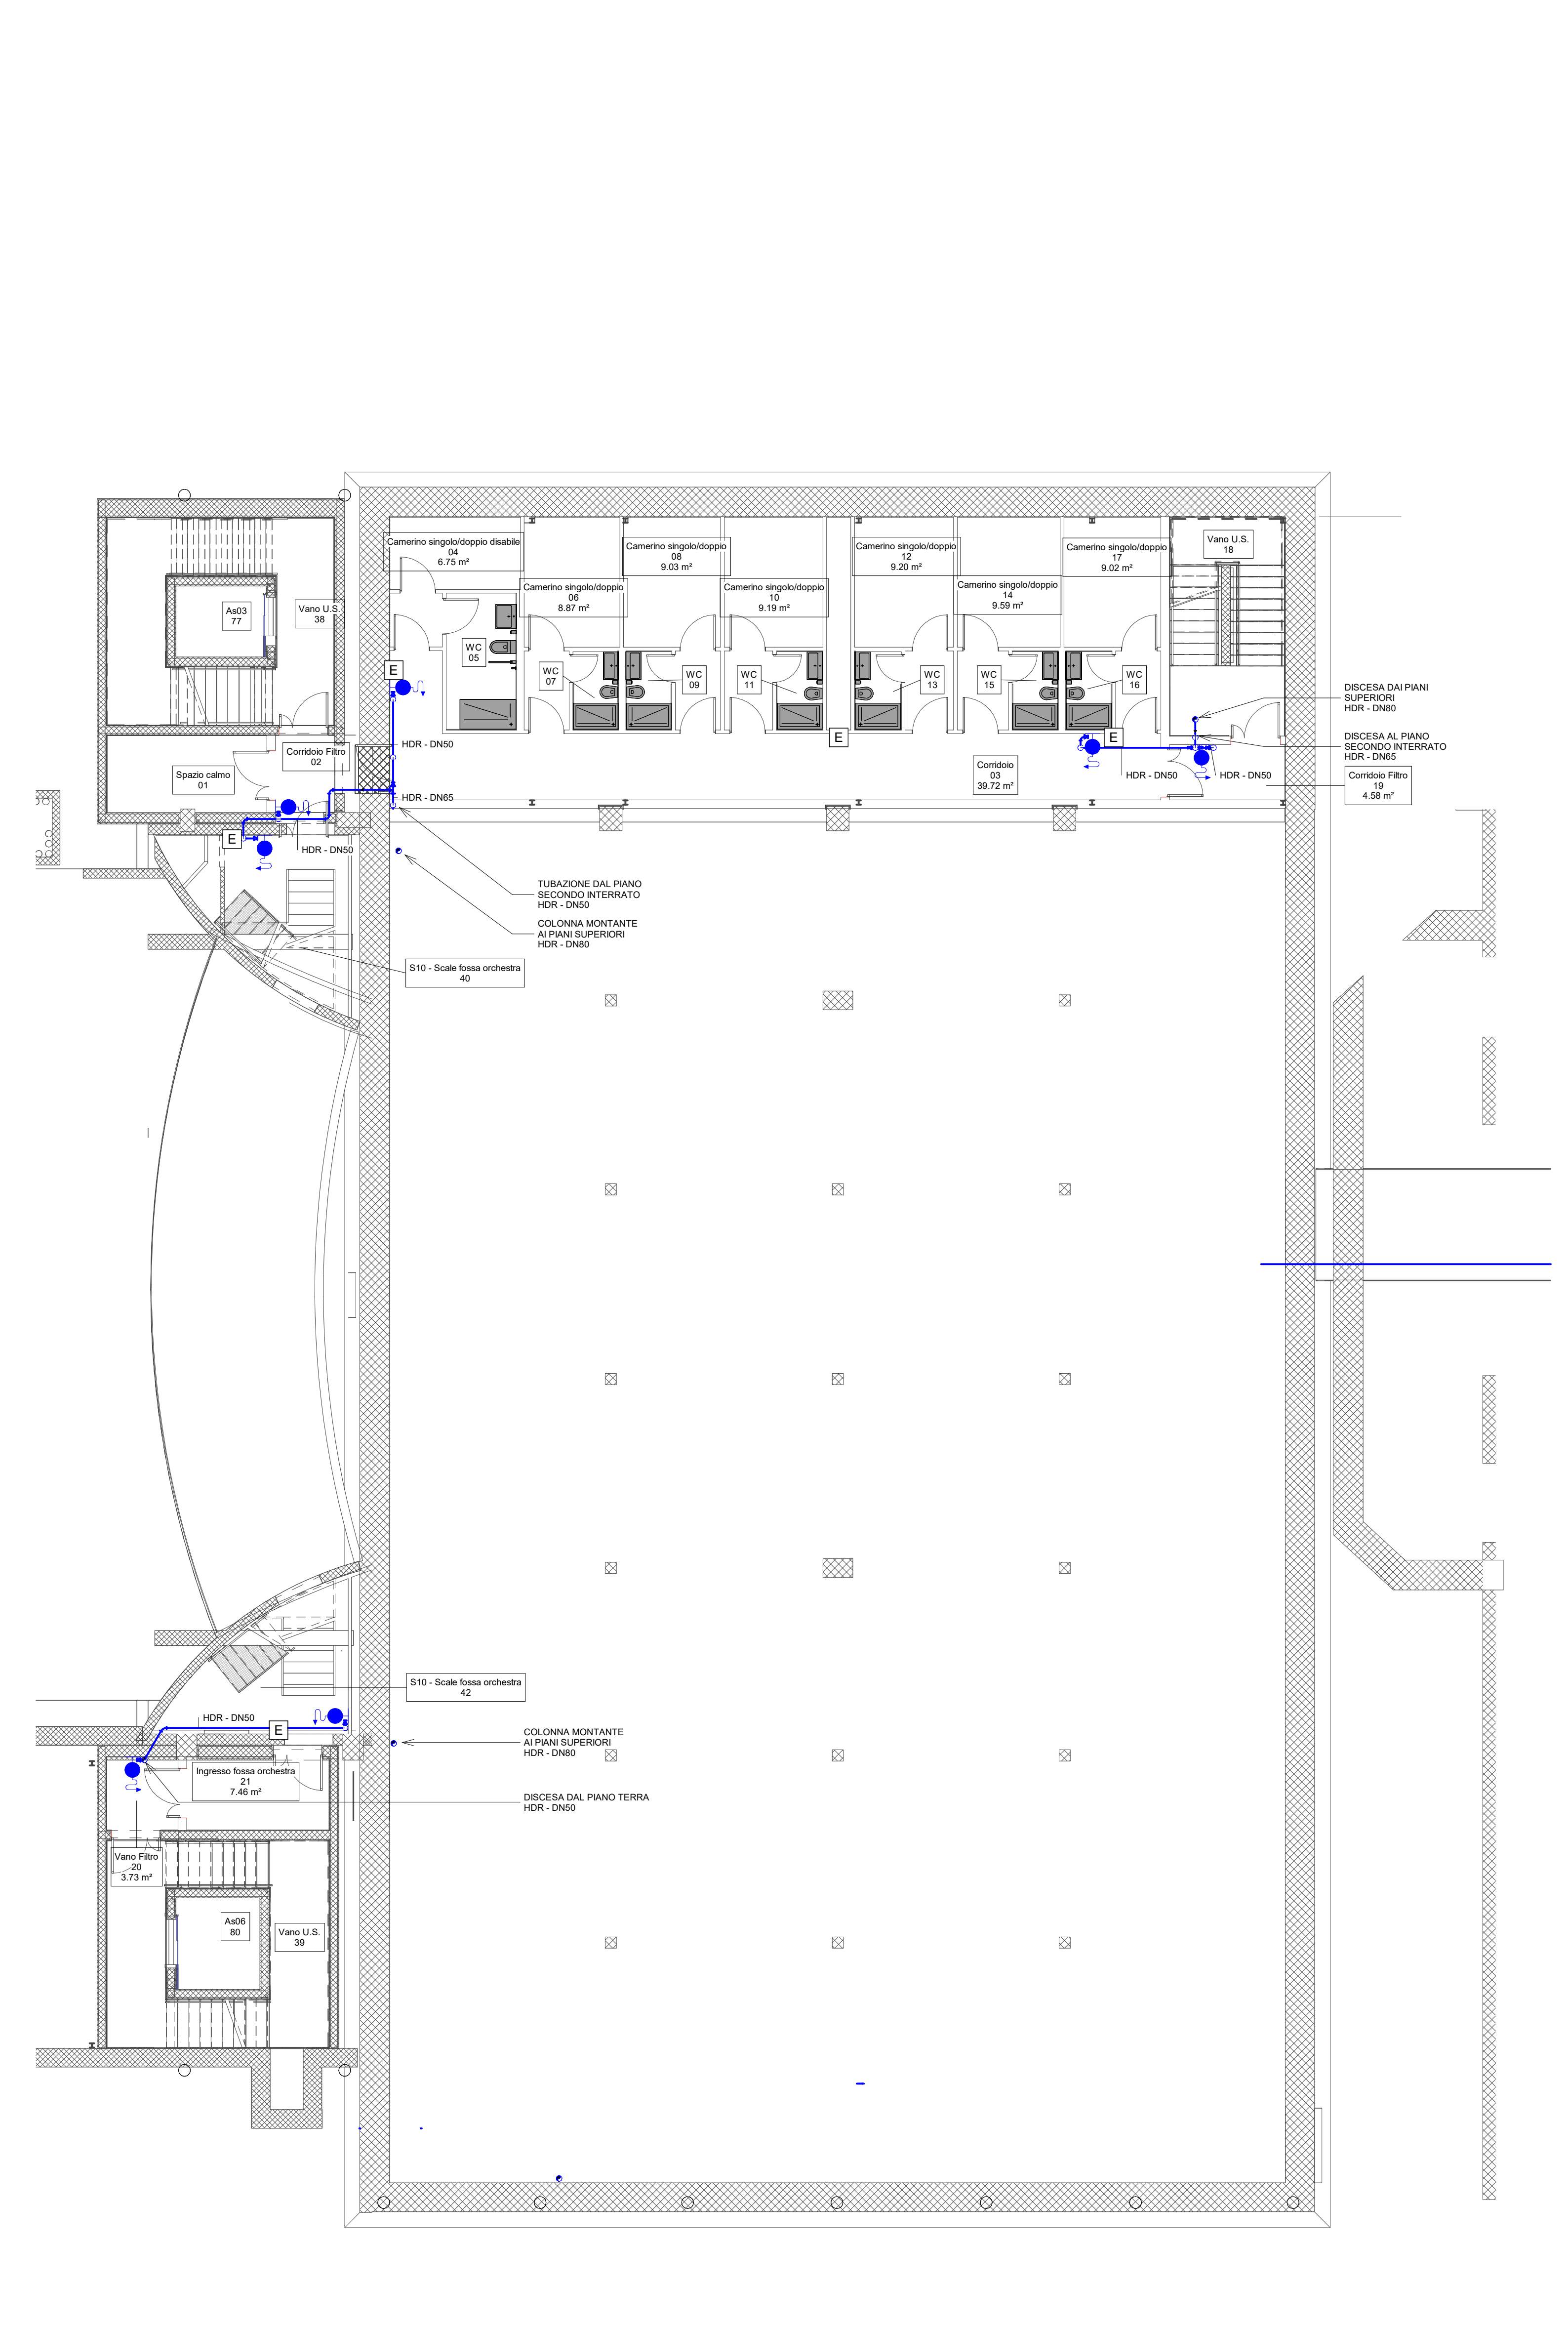 Camerino singolo/doppio disabile
04
6.75 m²
Camerino singolo/doppio
06
8.87 m²
Camerino singolo/doppio
08
9.03 m²
Camerino singolo/doppio
10
9.19 m²
Camerino singolo/doppio
12
9.20 m²
Camerino singolo/doppio
14
9.59 m²
Camerino singolo/doppio
17
9.02 m²
Vano U.S.
18
As03
77
Vano U.S.
38
WC
05
WC
07
WC
09
WC
11
WC
13
WC
15
WC
16
E
DISCESA DAI PIANI
SUPERIORI
HDR - DN80
E
E
DISCESA AL PIANO
SECONDO INTERRATO
HDR - DN65
HDR - DN50
Corridoio Filtro
02
Spazio calmo
01
Corridoio
03
39.72 m²
HDR - DN50
HDR - DN50
Corridoio Filtro
19
4.58 m²
HDR - DN65
E
HDR - DN50
TUBAZIONE DAL PIANO
SECONDO INTERRATO
HDR - DN50
COLONNA MONTANTE
AI PIANI SUPERIORI
HDR - DN80
S10 - Scale fossa orchestra
40
S10 - Scale fossa orchestra
42
HDR - DN50
E
COLONNA MONTANTE
AI PIANI SUPERIORI
HDR - DN80
Ingresso fossa orchestra
21
7.46 m²
DISCESA DAL PIANO TERRA
HDR - DN50
Vano Filtro
20
3.73 m²
As06
80
Vano U.S.
39